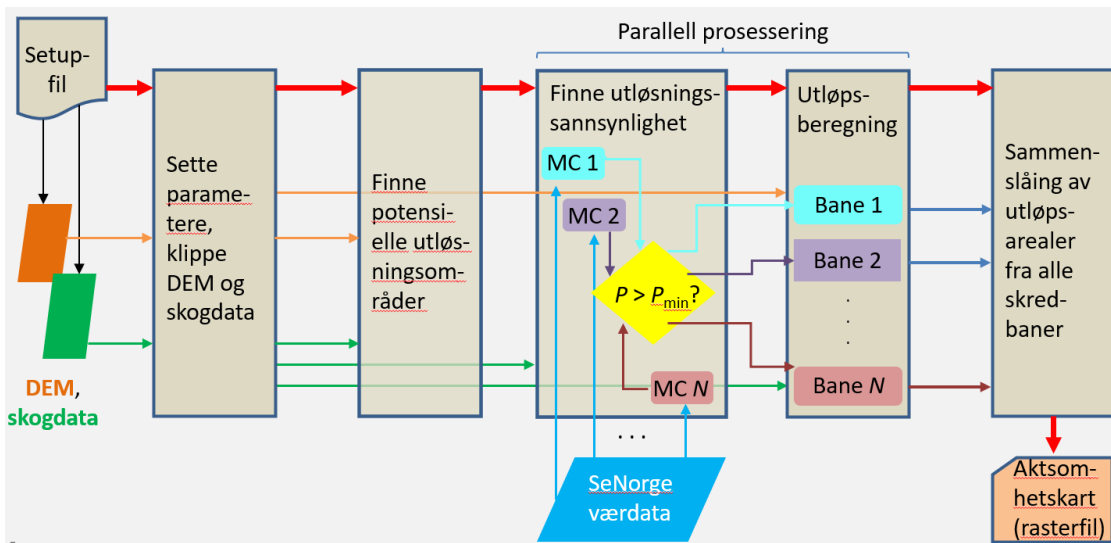 Parallell prosessering
Setup-
fil
Sette
parame-
tere,
klippe
DEM og
skogdata
Finne
potensi-
elle utløs-
ningsom-
råder
Finne utløsnings-
sannsynlighet
MC 1
MC 2
P > Pmin?
MC N
. . .
Utløps-
beregning
Bane 1
Bane 2
.
.
.
Bane N
Sammen-
slåing av
utløps-
arealer
fra alle
skred-
baner
DEM,
skogdata
SeNorge
værdata
Aktsom-
hetskart
(rasterfil)